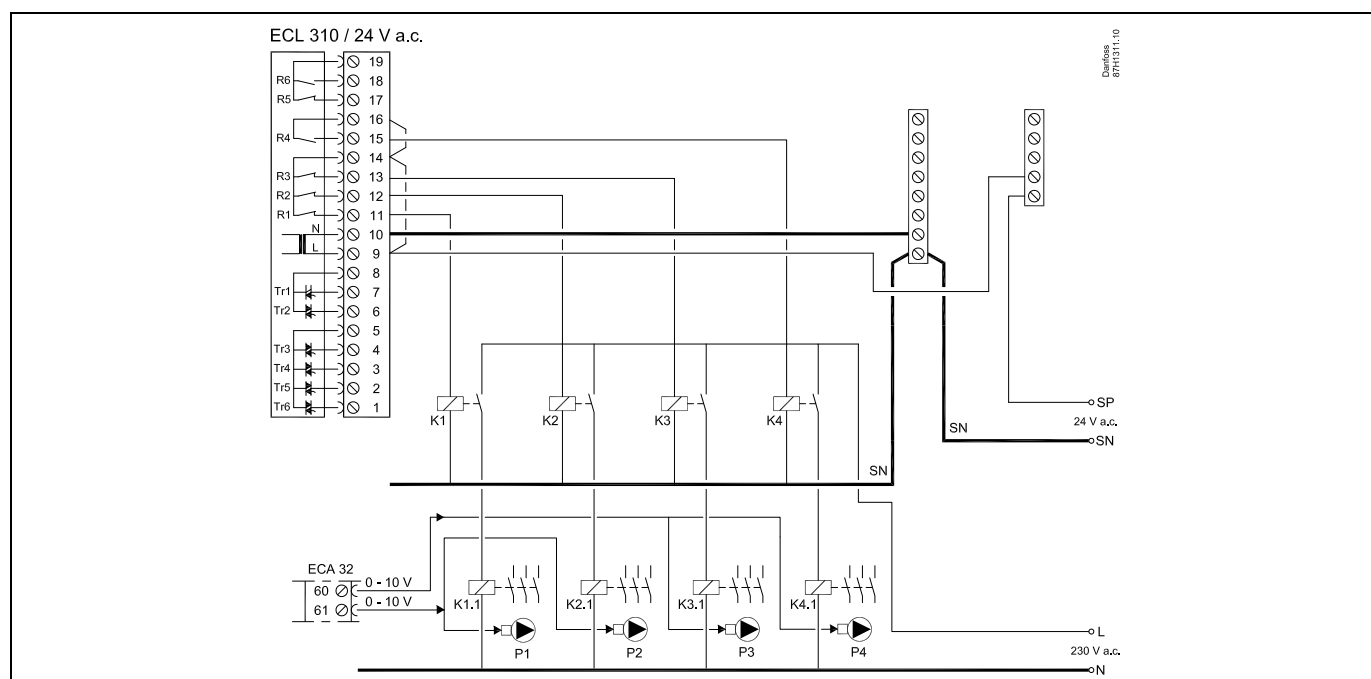 ECL 310 / 24 V a.c.
Danfoss
87H1311.10
19
R6 18
R5 17
16
R4 15
14
R3 13
R2 12
R1 11
N 10
L 9
8
Tr1 7
Tr2 6
5
Tr3 4
Tr4 3
Tr5 2
Tr6 1
K1 K2 K3 K4
SP
24 V a.c.
SN SN
SN
ECA 32
60 0 - 10 V
61 0 - 10 V
K1.1 K2.1 K3.1 K4.1
P1 P2 P3 P4
L
230 V a.c.
N